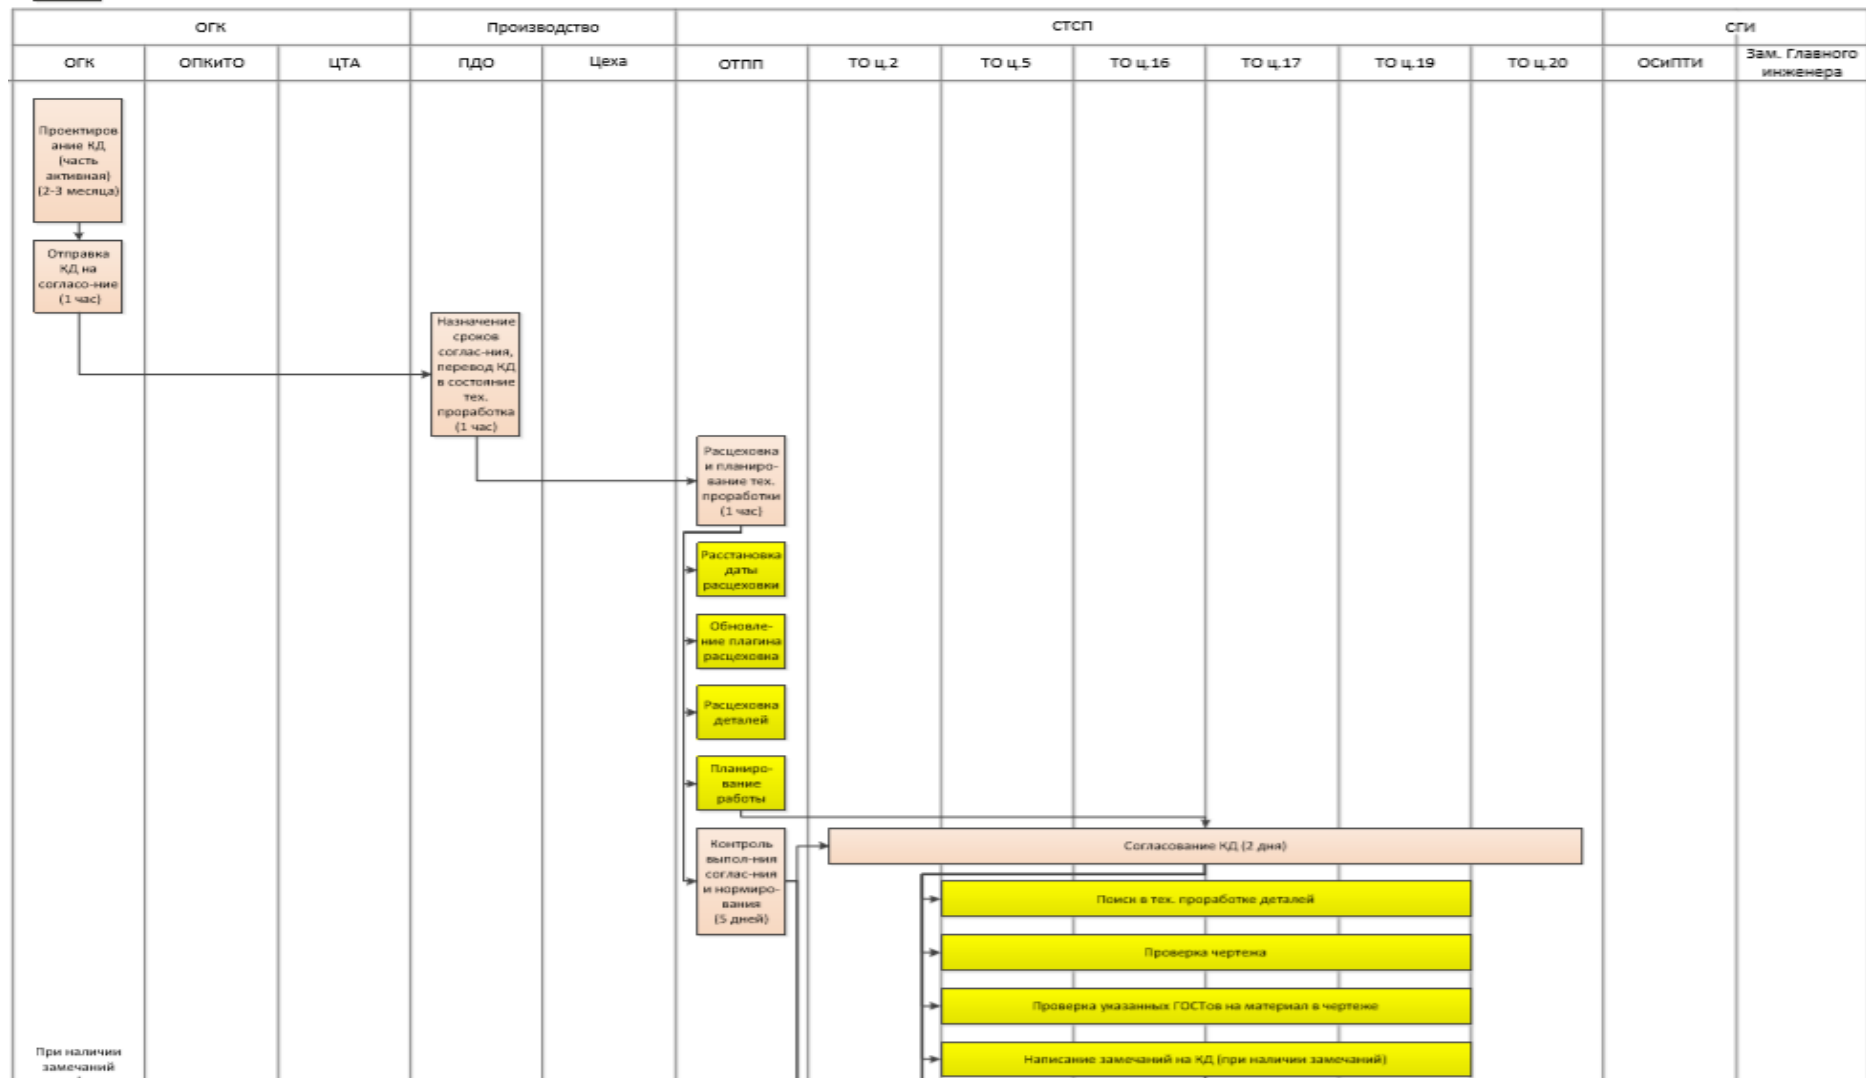 ОГК
Производство
СТСП
СГИ
ОГК
ОПКиТО
ЦТА
ПДО
Цеха
ОТПП
ТО ц.2
ТО ц.5
ТО ц.16
ТО ц.17
ТО ц.19
ТО ц.20
ОСиПТИ
Зам. Главного
инженера
Проектиров
ание КД
(часть
активная)
(2-3 месяца)
Отправка
КД на
согласо-ние
(1 час)
Назначение
сроков
соглас-ния,
перевод КД
в состояние
тех.
проработка
(1 час)
Расцеховка
и планиро-
вание тех.
проработки
(1 час)
Расстановка
даты
расцеховки
Обновле-
ние плагина
расцеховка
Расцеховка
деталей
Планиро-
вание
работы
Контроль
выпол-ния
соглас-ния
и нормиро-
вания
(5 дней)
Согласование КД (2 дня)
Поиск в тех. проработке деталей
Проверка чертежа
Проверка указанных ГОСТов на материал в чертеже
Написание замечаний на КД (при наличии замечаний)
При наличии
замечаний